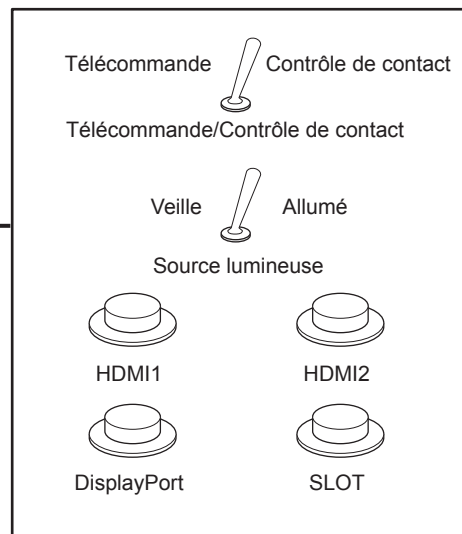 Télécommande Contrôle de contact
Télécommande/Contrôle de contact
Veille Allumé
Source lumineuse
HDMI1 HDMI2
DisplayPort SLOT